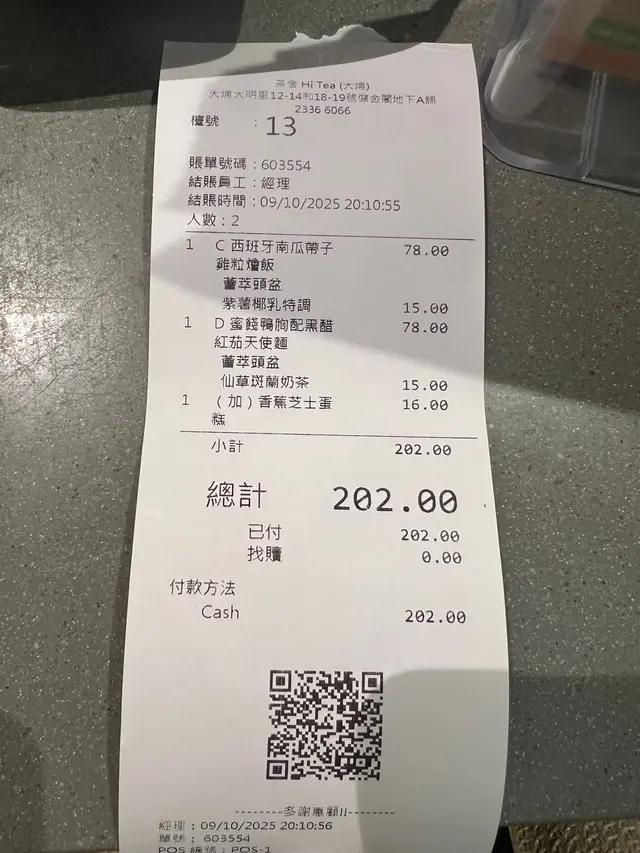 茶舍 Hi Tea (大埔)
大埔大明里12-14和18-19號儲金閣地下A舖
2336 6066
檯號 : 13
賬單號碼 : 603554
結賬員工 : 經理
結賬時間 : 09/10/2025 20:10:55
人數 : 2
1 C 西班牙南瓜帶子 78.00
雞粒燴飯
薈萃頭盆
紫薯椰乳特調 15.00
1 D 蜜餞鴨胸配黑醋 78.00
紅茄天使麵
薈萃頭盆
仙草斑蘭奶茶 15.00
1 (加) 香蕉芝士蛋 16.00
糕
小計 202.00
總計 202.00
已付 202.00
找贖 0.00
付款方法
Cash 202.00
--------多謝惠顧!!--------
經理 : 09/10/2025 20:10:56
單號 : 603554
POS 編號 : POS-1